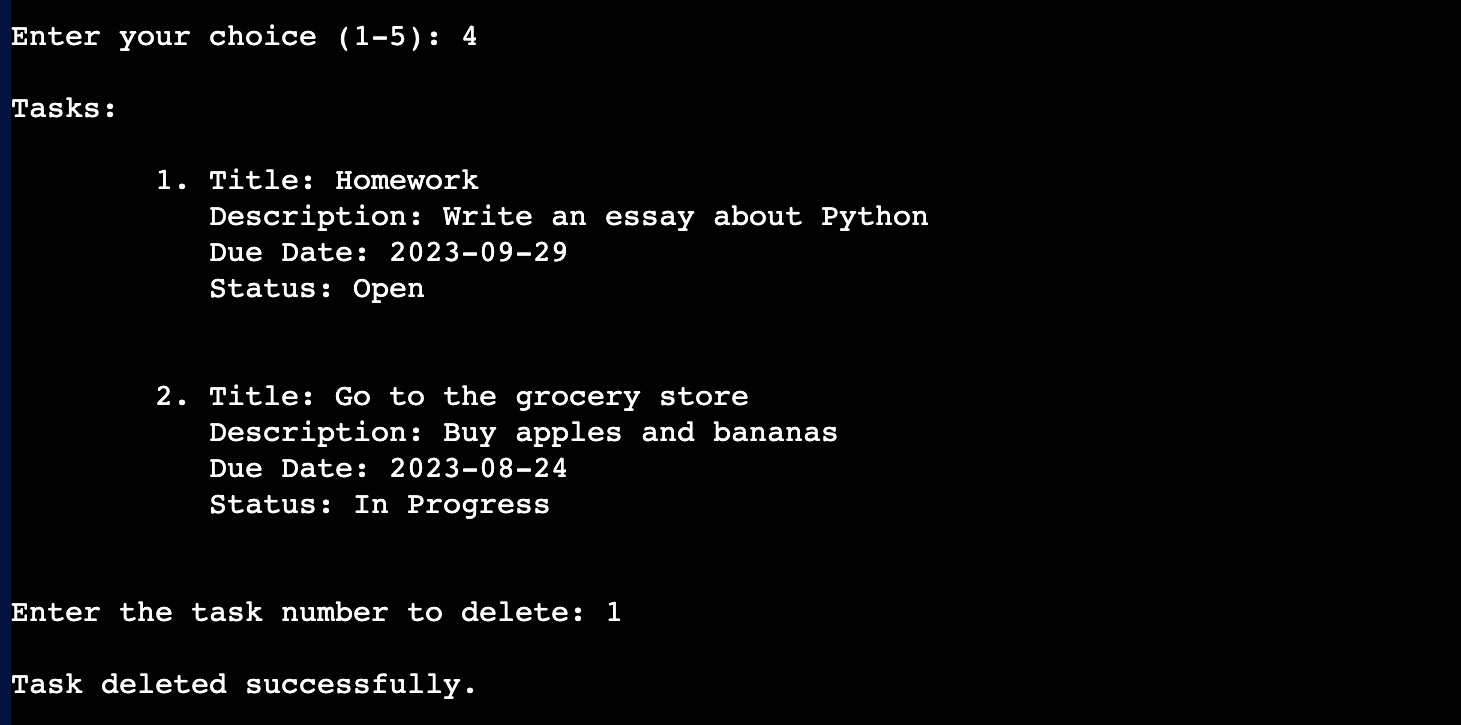 Enter your choice (1-5): 4
Tasks:
1. Title: Homework
Description: Write an essay about Python
Due Date: 2023-09-29
Status: Open
2. Title: Go to the grocery store
Description: Buy apples and bananas
Due Date: 2023-08-24
Status: In Progress
Enter the task number to delete: 1
Task deleted successfully.